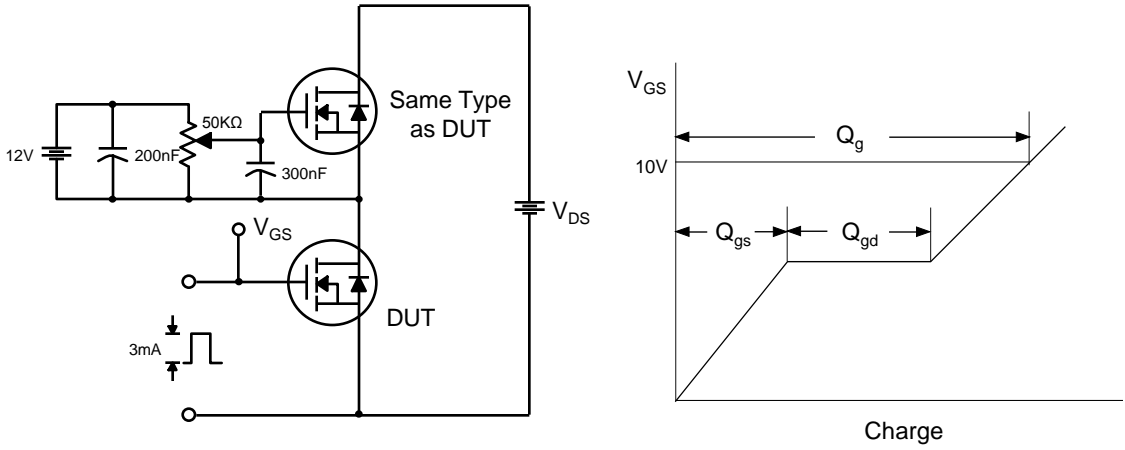 12V
200nF
50KΩ
300nF
Same Type
as DUT
V_DS
V_GS
DUT
3mA
V_GS
10V
Q_g
Q_gs
Q_gd
Charge